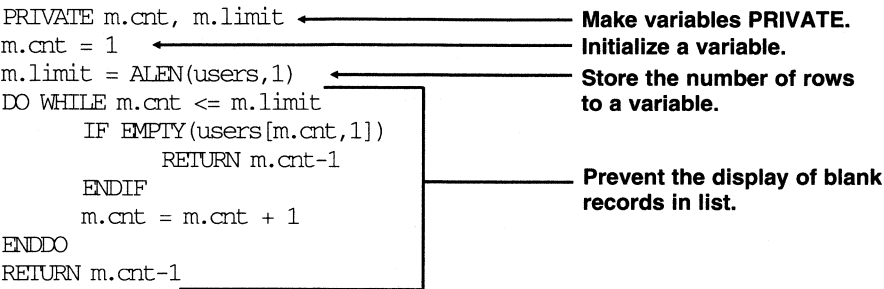 PRIVATE m.cnt, m.limit
Make variables PRIVATE.
m.cnt = 1
Initialize a variable.
m.limit = ALEN(users,1)
Store the number of rows
to a variable.
DO WHILE m.cnt <= m.limit
IF EMPTY(users[m.cnt,1])
RETURN m.cnt-1
ENDIF
m.cnt = m.cnt + 1
ENDDO
RETURN m.cnt-1
Prevent the display of blank
records in list.